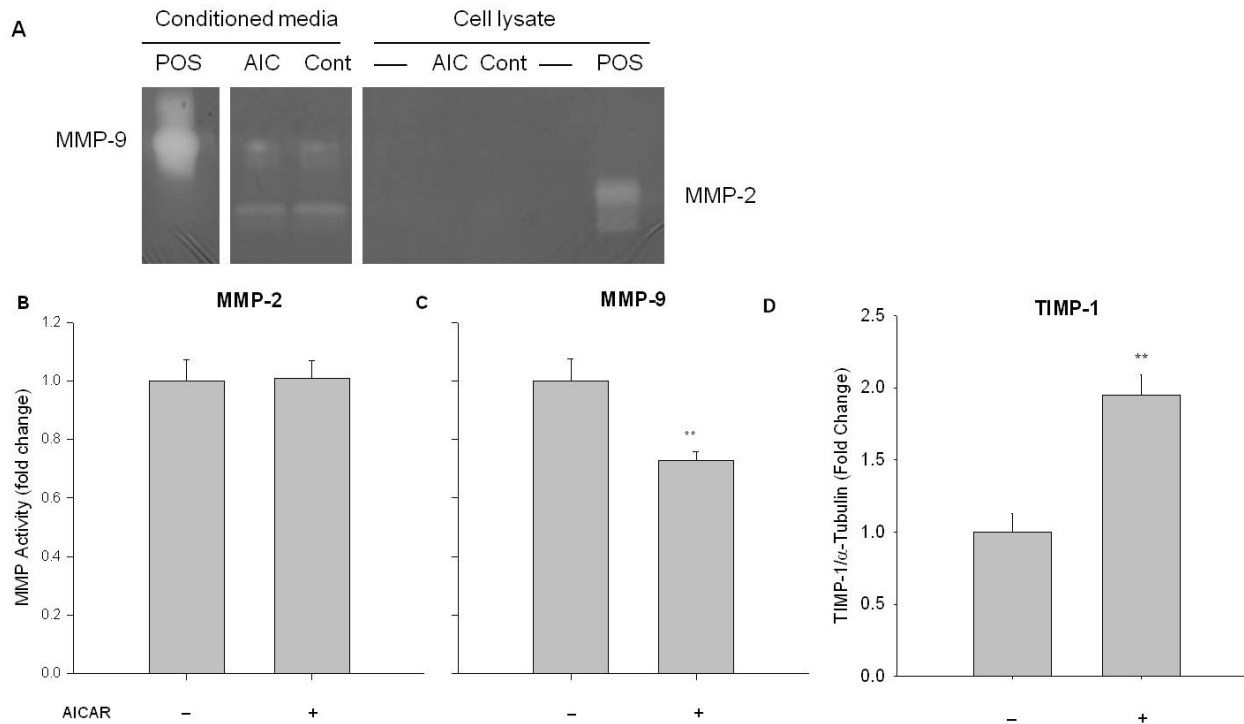 A
Conditioned media Cell lysate
POS AIC Cont — AIC Cont — POS
MMP-9
MMP-2
B MMP-2
C MMP-9
D TIMP-1
MMP Activity (fold change)
1.2
1.0
0.8
0.6
0.4
0.2
0.0
**
TIMP-1/α-Tubulin (Fold Change)
2.5
2.0
1.5
1.0
0.5
0.0
**
AICAR – + – + – +